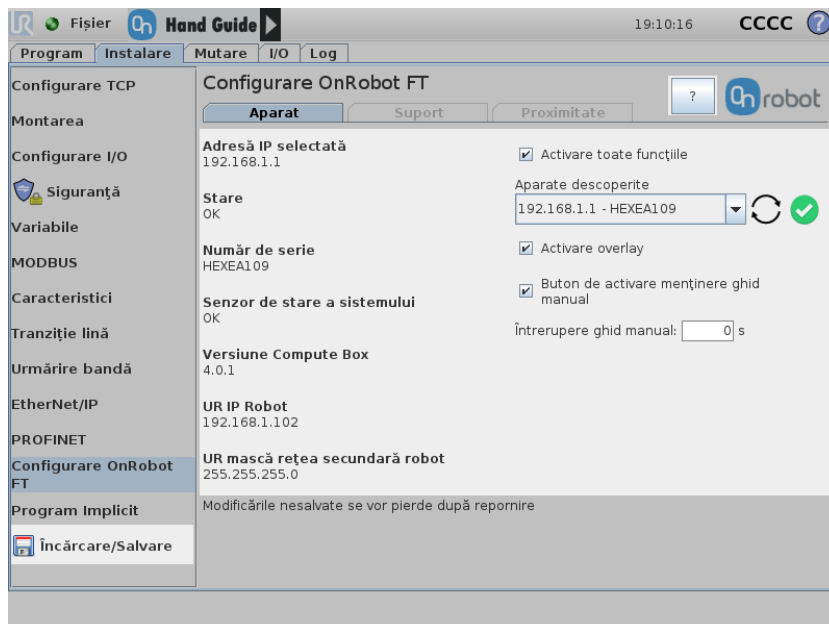 UR Fișier On Hand Guide 19:10:16 CCCC ?
Program Instalare Mutare I/O Log
Configurare TCP
Montarea
Configurare I/O
Siguranță
Variabile
MODBUS
Caracteristici
Tranziție lină
Urmărire bandă
EtherNet/IP
PROFINET
Configurare OnRobot
FT
Program Implicit
Încărcare/Salvare
Configurare OnRobot FT
? On robot
Aparat Suport Proximitate
Adresă IP selectată
192.168.1.1
Stare
OK
Număr de serie
HEXEA109
Senzor de stare a sistemului
OK
Versiune Compute Box
4.0.1
UR IP Robot
192.168.1.102
UR mască rețea secundară robot
255.255.255.0
Activare toate funcțiile
Aparate descoperite
192.168.1.1 - HEXEA109
Activare overlay
Buton de activare menținere ghid
manual
Întrerupere ghid manual: 0 s
Modificările nesalvate se vor pierde după repornire